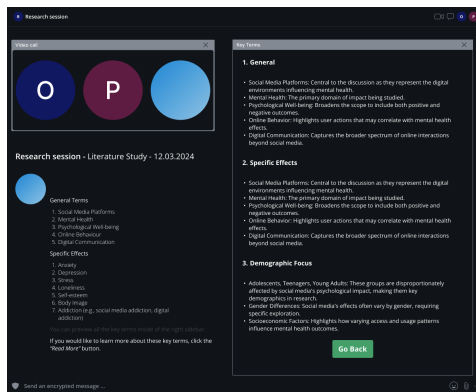 R Research session
O P
Video call
O P
Research session - Literature Study - 12.03.2024
General Terms
1. Social Media Platforms
2. Mental Health
3. Psychological Well-being
4. Online Behaviour
5. Digital Communication
Specific Effects
1. Anxiety
2. Depression
3. Stress
4. Loneliness
5. Self-esteem
6. Body Image
7. Addiction (e.g., social media addiction, digital
addiction)
You can preview all the key terms inside of the right sidebar.
If you would like to learn more about these key terms, click the
"Read More" button.
Send an encrypted message ...
Key Terms
1. General
• Social Media Platforms: Central to the discussion as they represent the digital
environments influencing mental health.
• Mental Health: The primary domain of impact being studied.
• Psychological Well-being: Broadens the scope to include both positive and
negative outcomes.
• Online Behavior: Highlights user actions that may correlate with mental health
effects.
• Digital Communication: Captures the broader spectrum of online interactions
beyond social media.
2. Specific Effects
• Social Media Platforms: Central to the discussion as they represent the digital
environments influencing mental health.
• Mental Health: The primary domain of impact being studied.
• Psychological Well-being: Broadens the scope to include both positive and
negative outcomes.
• Online Behavior: Highlights user actions that may correlate with mental health
effects.
• Digital Communication: Captures the broader spectrum of online interactions
beyond social media.
3. Demographic Focus
• Adolescents, Teenagers, Young Adults: These groups are disproportionately
affected by social media's psychological impact, making them key
demographics in research.
• Gender Differences: Social media's effects often vary by gender, requiring
specific exploration.
• Socioeconomic Factors: Highlights how varying access and usage patterns
influence mental health outcomes.
Go Back